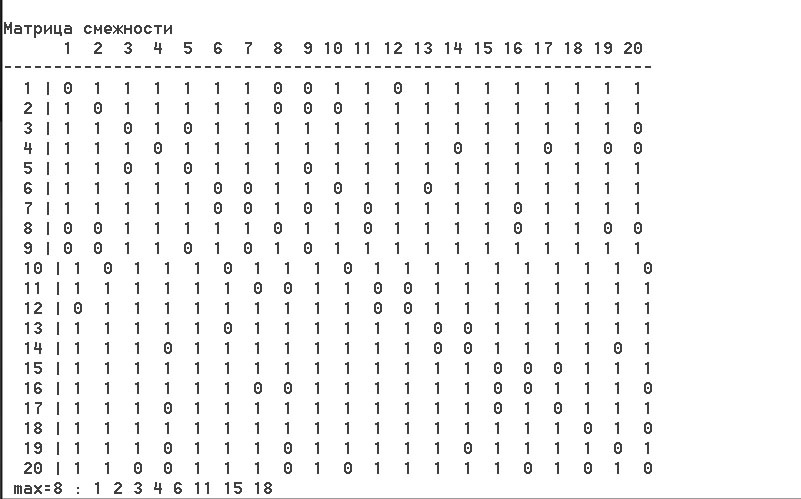 Матрица смежности
1 2 3 4 5 6 7 8 9 10 11 12 13 14 15 16 17 18 19 20
-----------------------------------------------------------------
1 | 0 1 1 1 1 1 1 0 0 1 1 0 1 1 1 1 1 1 1 1
2 | 1 0 1 1 1 1 1 0 0 0 1 1 1 1 1 1 1 1 1 1
3 | 1 1 0 1 0 1 1 1 1 1 1 1 1 1 1 1 1 1 1 0
4 | 1 1 1 0 1 1 1 1 1 1 1 1 1 0 1 1 0 1 0 0
5 | 1 1 0 1 0 1 1 1 0 1 1 1 1 1 1 1 1 1 1 1
6 | 1 1 1 1 1 0 0 1 1 0 1 1 0 1 1 1 1 1 1 1
7 | 1 1 1 1 1 0 0 1 0 1 0 1 1 1 1 0 1 1 1 1
8 | 0 0 1 1 1 1 1 0 1 1 0 1 1 1 1 0 1 1 0 0
9 | 0 0 1 1 0 1 0 1 0 1 1 1 1 1 1 1 1 1 1 1
10 | 1 0 1 1 1 0 1 1 1 0 1 1 1 1 1 1 1 1 1 0
11 | 1 1 1 1 1 1 0 0 1 1 0 0 1 1 1 1 1 1 1 1
12 | 0 1 1 1 1 1 1 1 1 1 0 0 1 1 1 1 1 1 1 1
13 | 1 1 1 1 1 0 1 1 1 1 1 1 0 0 1 1 1 1 1 1
14 | 1 1 1 0 1 1 1 1 1 1 1 1 0 0 1 1 1 1 0 1
15 | 1 1 1 1 1 1 1 1 1 1 1 1 1 1 0 0 0 1 1 1
16 | 1 1 1 1 1 1 0 0 1 1 1 1 1 1 0 0 1 1 1 0
17 | 1 1 1 0 1 1 1 1 1 1 1 1 1 1 0 1 0 1 1 1
18 | 1 1 1 1 1 1 1 1 1 1 1 1 1 1 1 1 1 0 1 0
19 | 1 1 1 0 1 1 1 0 1 1 1 1 1 0 1 1 1 1 0 1
20 | 1 1 0 0 1 1 1 0 1 0 1 1 1 1 1 0 1 0 1 0
max=8 : 1 2 3 4 6 11 15 18